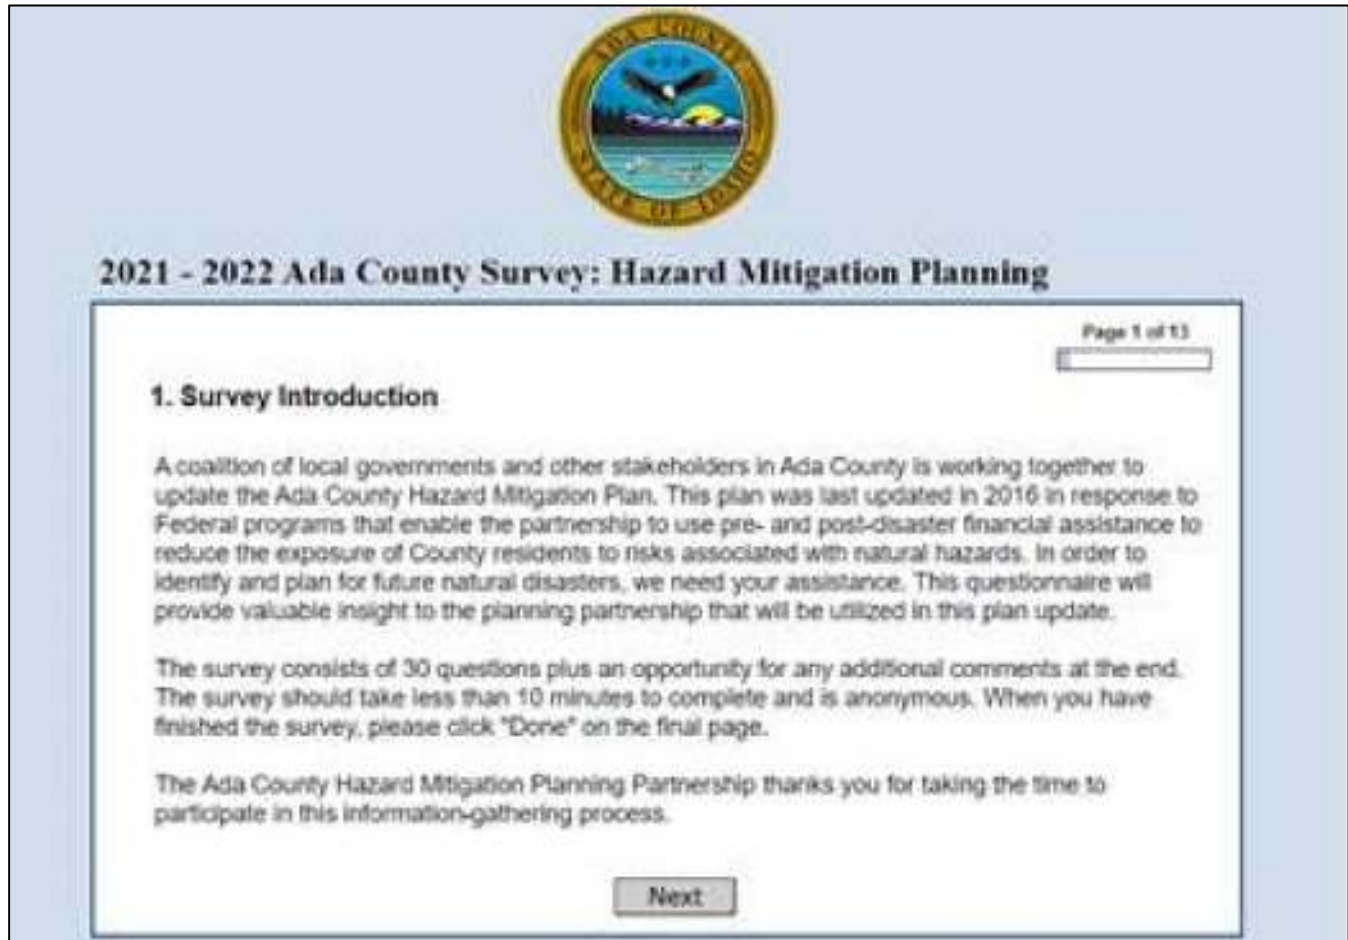 ADA COUNTY
STATE OF IDAHO
2021 - 2022 Ada County Survey: Hazard Mitigation Planning
Page 1 of 13
1. Survey Introduction
A coalition of local governments and other stakeholders in Ada County is working together to
update the Ada County Hazard Mitigation Plan. This plan was last updated in 2016 in response to
Federal programs that enable the partnership to use pre- and post-disaster financial assistance to
reduce the exposure of County residents to risks associated with natural hazards. In order to
identify and plan for future natural disasters, we need your assistance. This questionnaire will
provide valuable insight to the planning partnership that will be utilized in this plan update.
The survey consists of 30 questions plus an opportunity for any additional comments at the end.
The survey should take less than 10 minutes to complete and is anonymous. When you have
finished the survey, please click "Done" on the final page.
The Ada County Hazard Mitigation Planning Partnership thanks you for taking the time to
participate in this information-gathering process.
Next